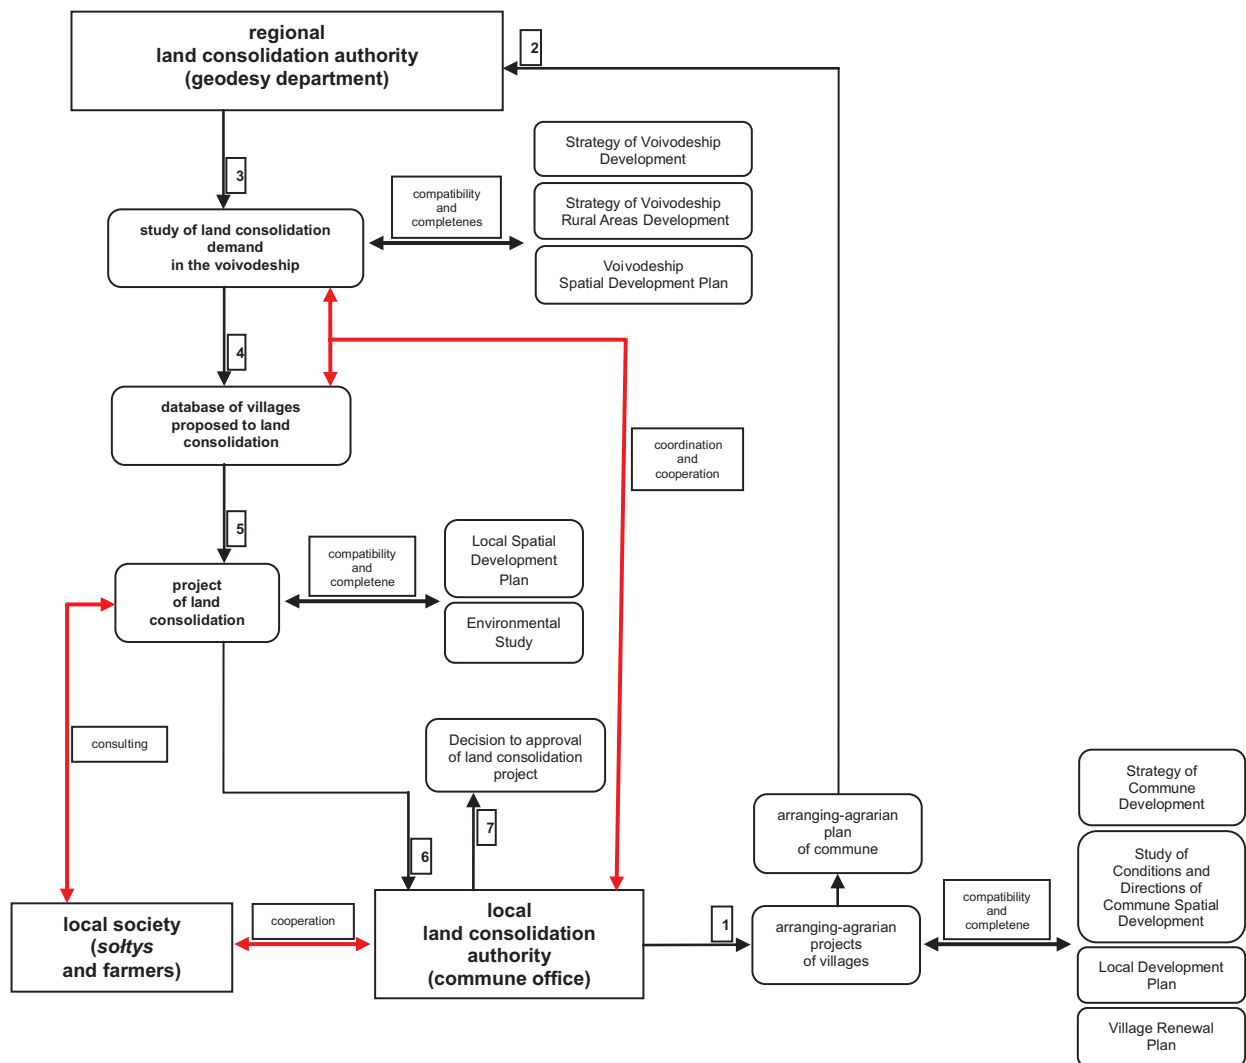 regional
land consolidation authority
(geodesy department)
2
3
Strategy of Voivodeship
Development
compatibility
and
completenes
Strategy of Voivodeship
Rural Areas Development
Voivodeship
Spatial Development Plan
study of land consolidation
demand
in the voivodeship
4
database of villages
proposed to land
consolidation
coordination
and
cooperation
5
compatibility
and
completene
Local Spatial
Development
Plan
Environmental
Study
project
of land
consolidation
consulting
Decision to approval
of land consolidation
project
7
6
Strategy of
Commune
Development
arranging-agrarian
plan
of commune
Study of
Conditions and
Directions of
Commune Spatial
Development
compatibility
and
completene
local society
(sołtys
and farmers)
cooperation
local
land consolidation
authority
(commune office)
1
arranging-agrarian
projects
of villages
Local Development
Plan
Village Renewal
Plan